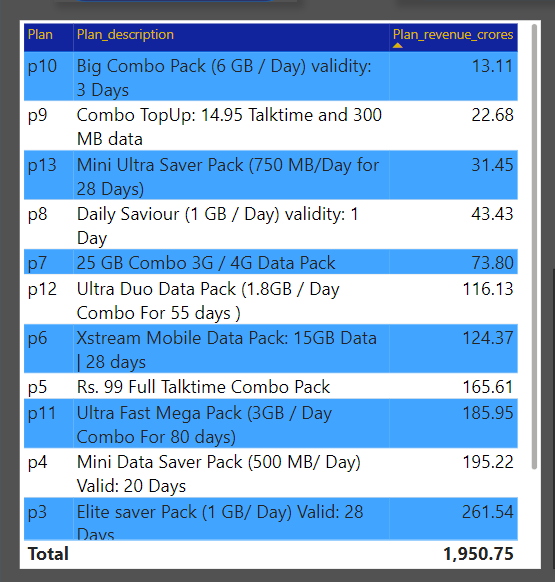 Plan Plan_description Plan_revenue_crores
p10 Big Combo Pack (6 GB / Day) validity: 13.11
3 Days
p9 Combo TopUp: 14.95 Talktime and 300 22.68
MB data
p13 Mini Ultra Saver Pack (750 MB/Day for 31.45
28 Days)
p8 Daily Saviour (1 GB / Day) validity: 1 43.43
Day
p7 25 GB Combo 3G / 4G Data Pack 73.80
p12 Ultra Duo Data Pack (1.8GB / Day 116.13
Combo For 55 days )
p6 Xstream Mobile Data Pack: 15GB Data 124.37
| 28 days
p5 Rs. 99 Full Talktime Combo Pack 165.61
p11 Ultra Fast Mega Pack (3GB / Day 185.95
Combo For 80 days)
p4 Mini Data Saver Pack (500 MB/ Day) 195.22
Valid: 20 Days
p3 Elite saver Pack (1 GB/ Day) Valid: 28 261.54
Days
Total 1,950.75